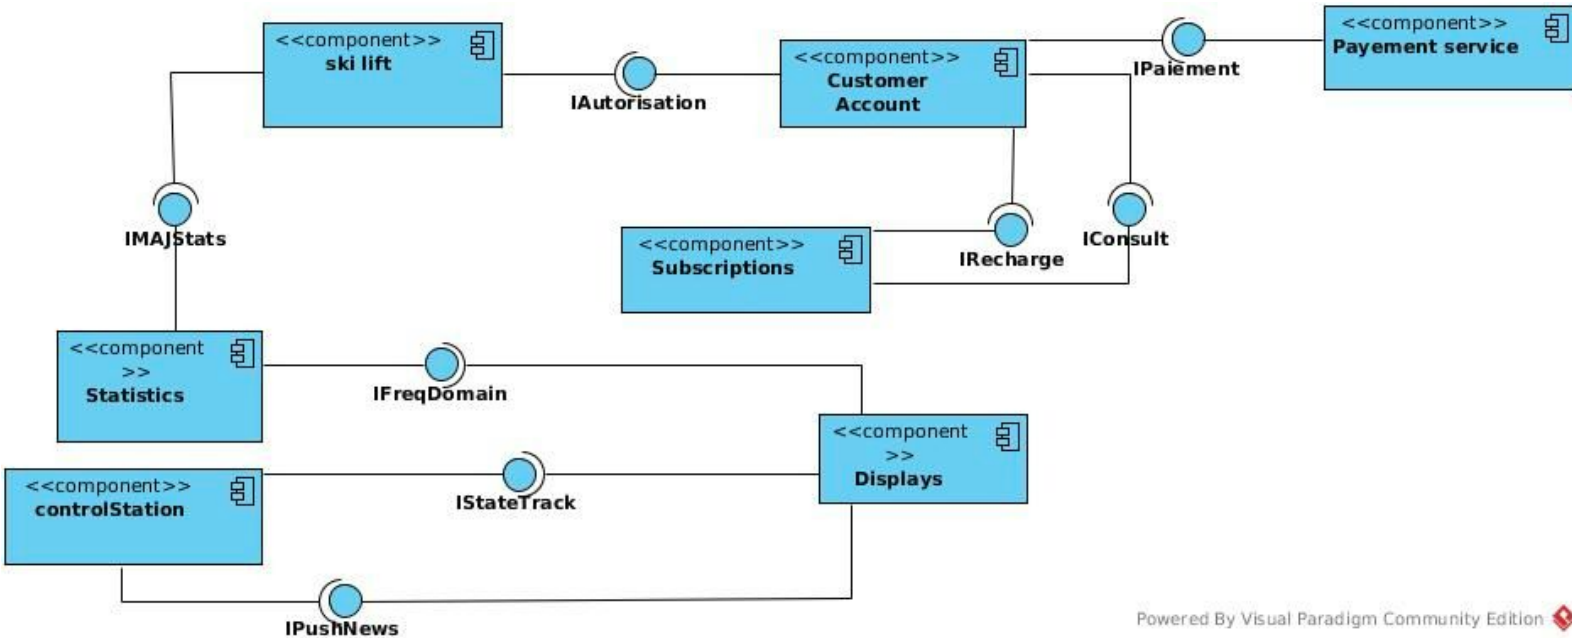 <<component>>
ski lift
<<component>>
Customer
Account
<<component>>
Payement service
IAutorisation
IPaiement
IMAJStats
<<component>>
Subscriptions
IRecharge
IConsult
<<component
>>
Statistics
IFreqDomain
<<component
>>
Displays
<<component>>
controlStation
IStateTrack
IPushNews
Powered By Visual Paradigm Community Edition